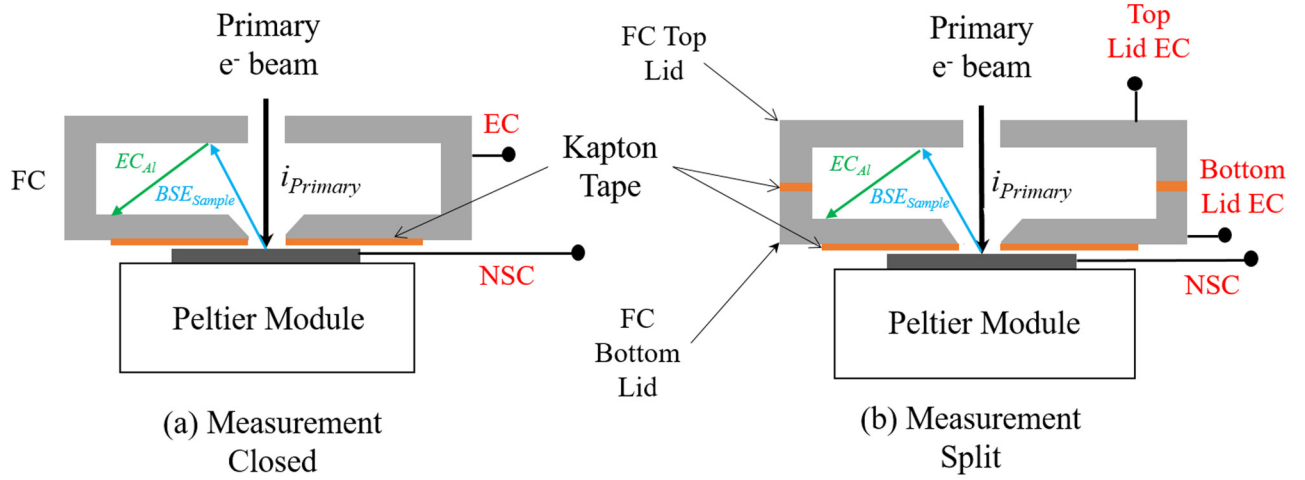 Primary
e- beam
EC
FC
EC_Al
BSE_Sample
i_Primary
Kapton
Tape
NSC
Peltier Module
(a) Measurement
Closed
FC Top
Lid
Primary
e- beam
Top
Lid EC
EC_Al
BSE_Sample
i_Primary
Bottom
Lid EC
NSC
Peltier Module
FC
Bottom
Lid
(b) Measurement
Split